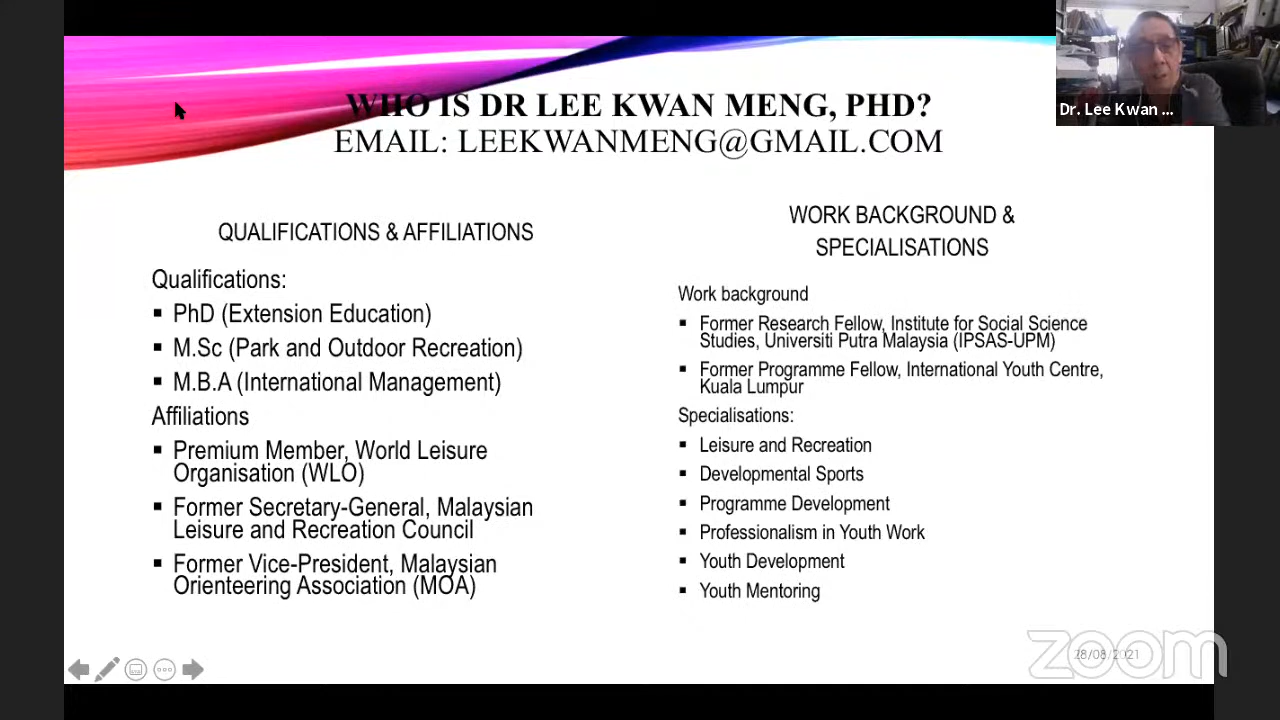 WHO IS DR LEE KWAN MENG, PHD?
EMAIL: LEEKWANMENG@GMAIL.COM
Dr. Lee Kwan ...
QUALIFICATIONS & AFFILIATIONS
Qualifications:
PhD (Extension Education)
M.Sc (Park and Outdoor Recreation)
M.B.A (International Management)
Affiliations
Premium Member, World Leisure
Organisation (WLO)
Former Secretary-General, Malaysian
Leisure and Recreation Council
Former Vice-President, Malaysian
Orienteering Association (MOA)
WORK BACKGROUND &
SPECIALISATIONS
Work background
Former Research Fellow, Institute for Social Science
Studies, Universiti Putra Malaysia (IPSAS-UPM)
Former Programme Fellow, International Youth Centre,
Kuala Lumpur
Specialisations:
Leisure and Recreation
Developmental Sports
Programme Development
Professionalism in Youth Work
Youth Development
Youth Mentoring
zoom
28/08/2021